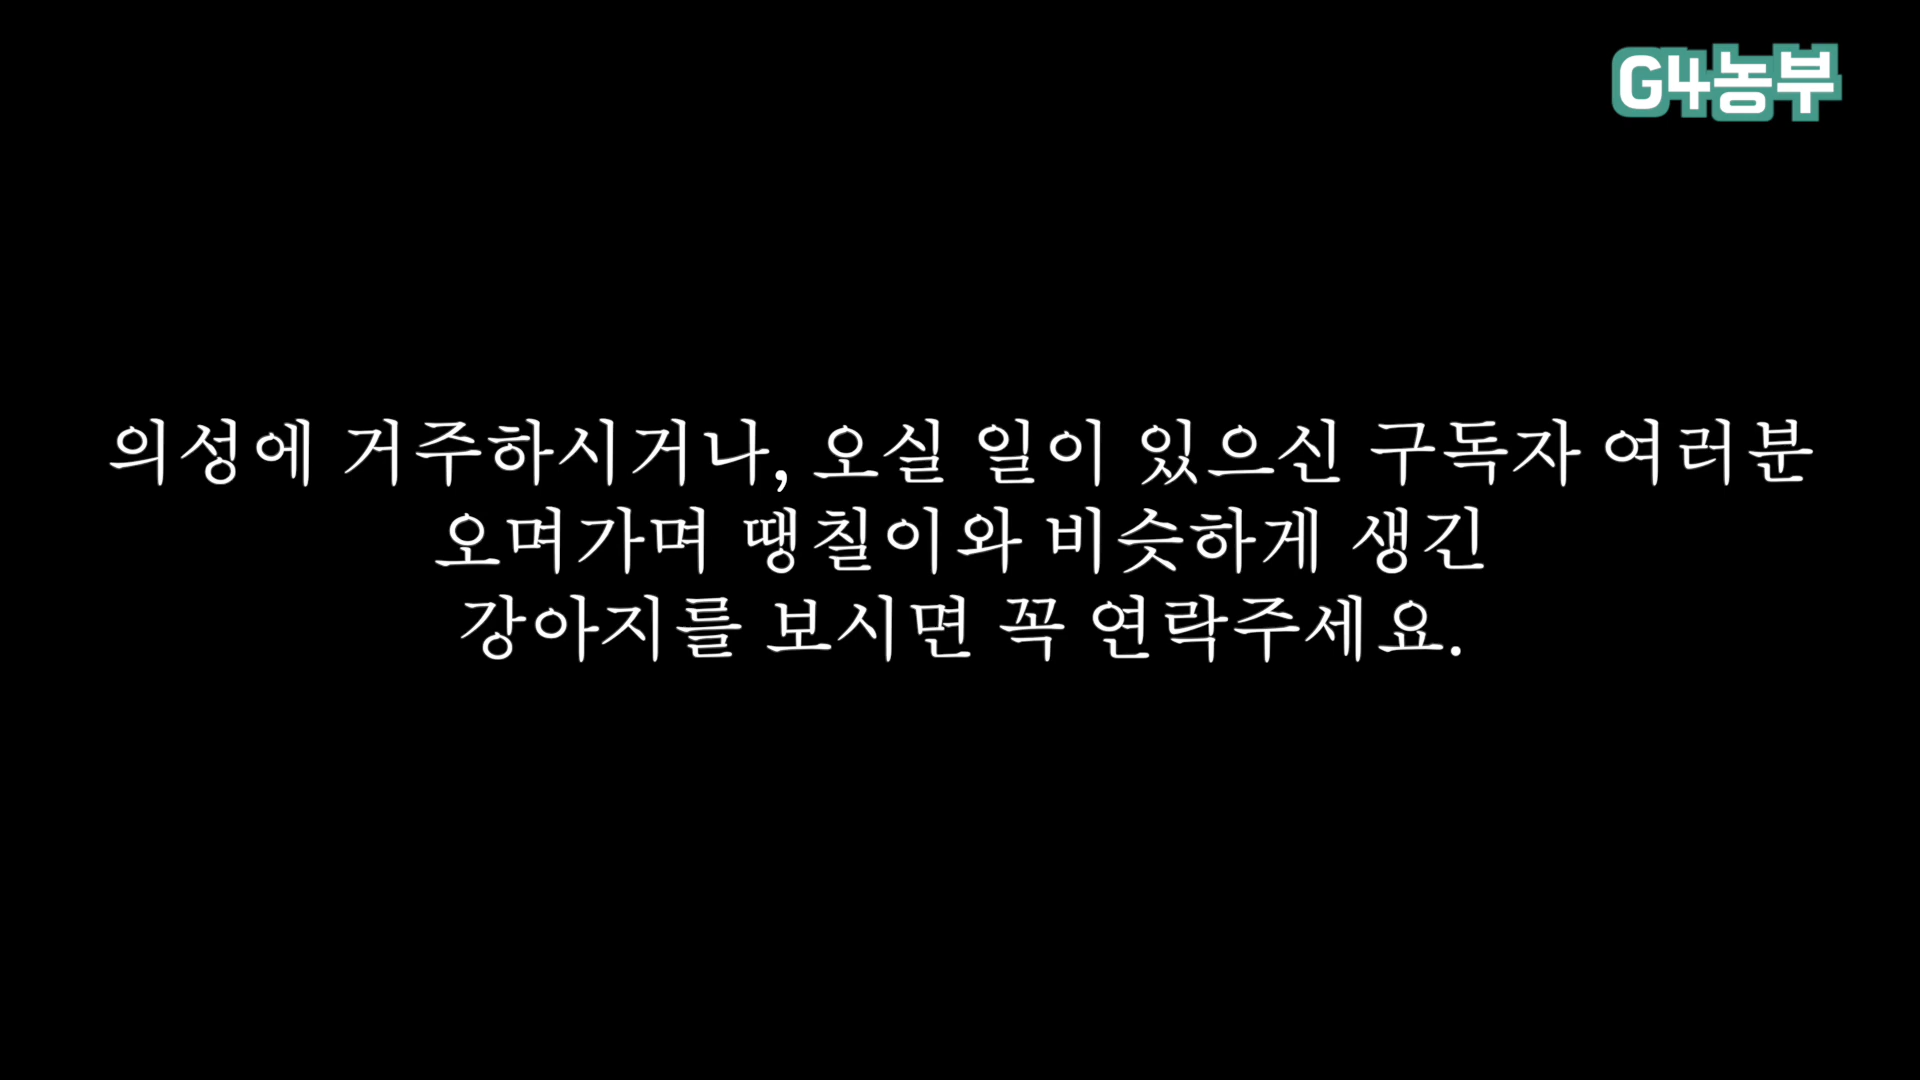 G4농부
의성에 거주하시거나, 오실 일이 있으신 구독자 여러분
오며가며 땡칠이와 비슷하게 생긴
강아지를 보시면 꼭 연락주세요.